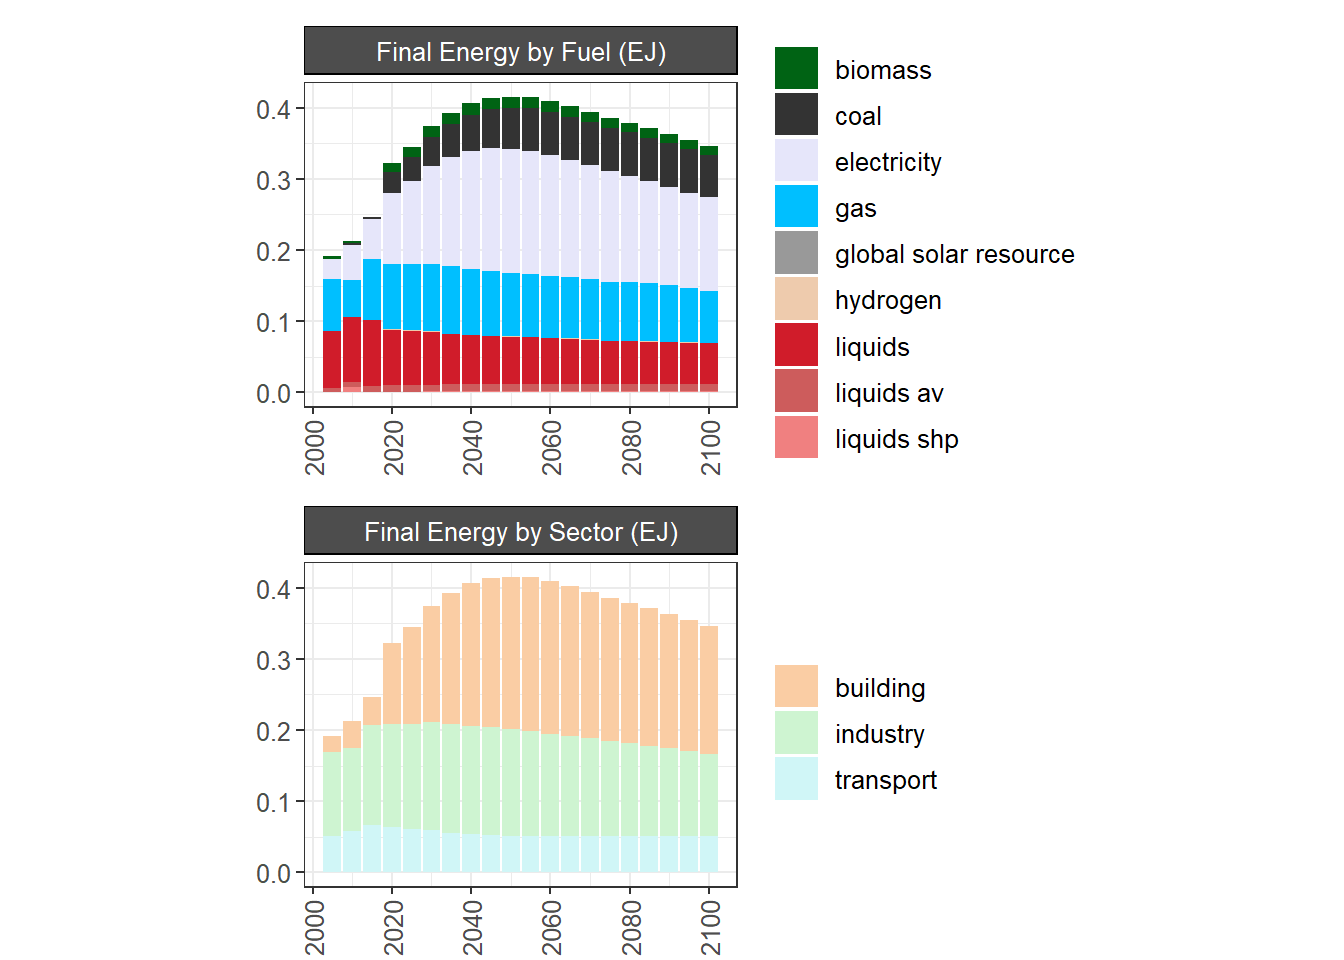 Final Energy by Fuel (EJ)
0.4
0.3
0.2
0.1
0.0
2000
2020
2040
2060
2080
2100
biomass
coal
electricity
gas
global solar resource
hydrogen
liquids
liquids av
liquids shp
Final Energy by Sector (EJ)
0.4
0.3
0.2
0.1
0.0
2000
2020
2040
2060
2080
2100
building
industry
transport